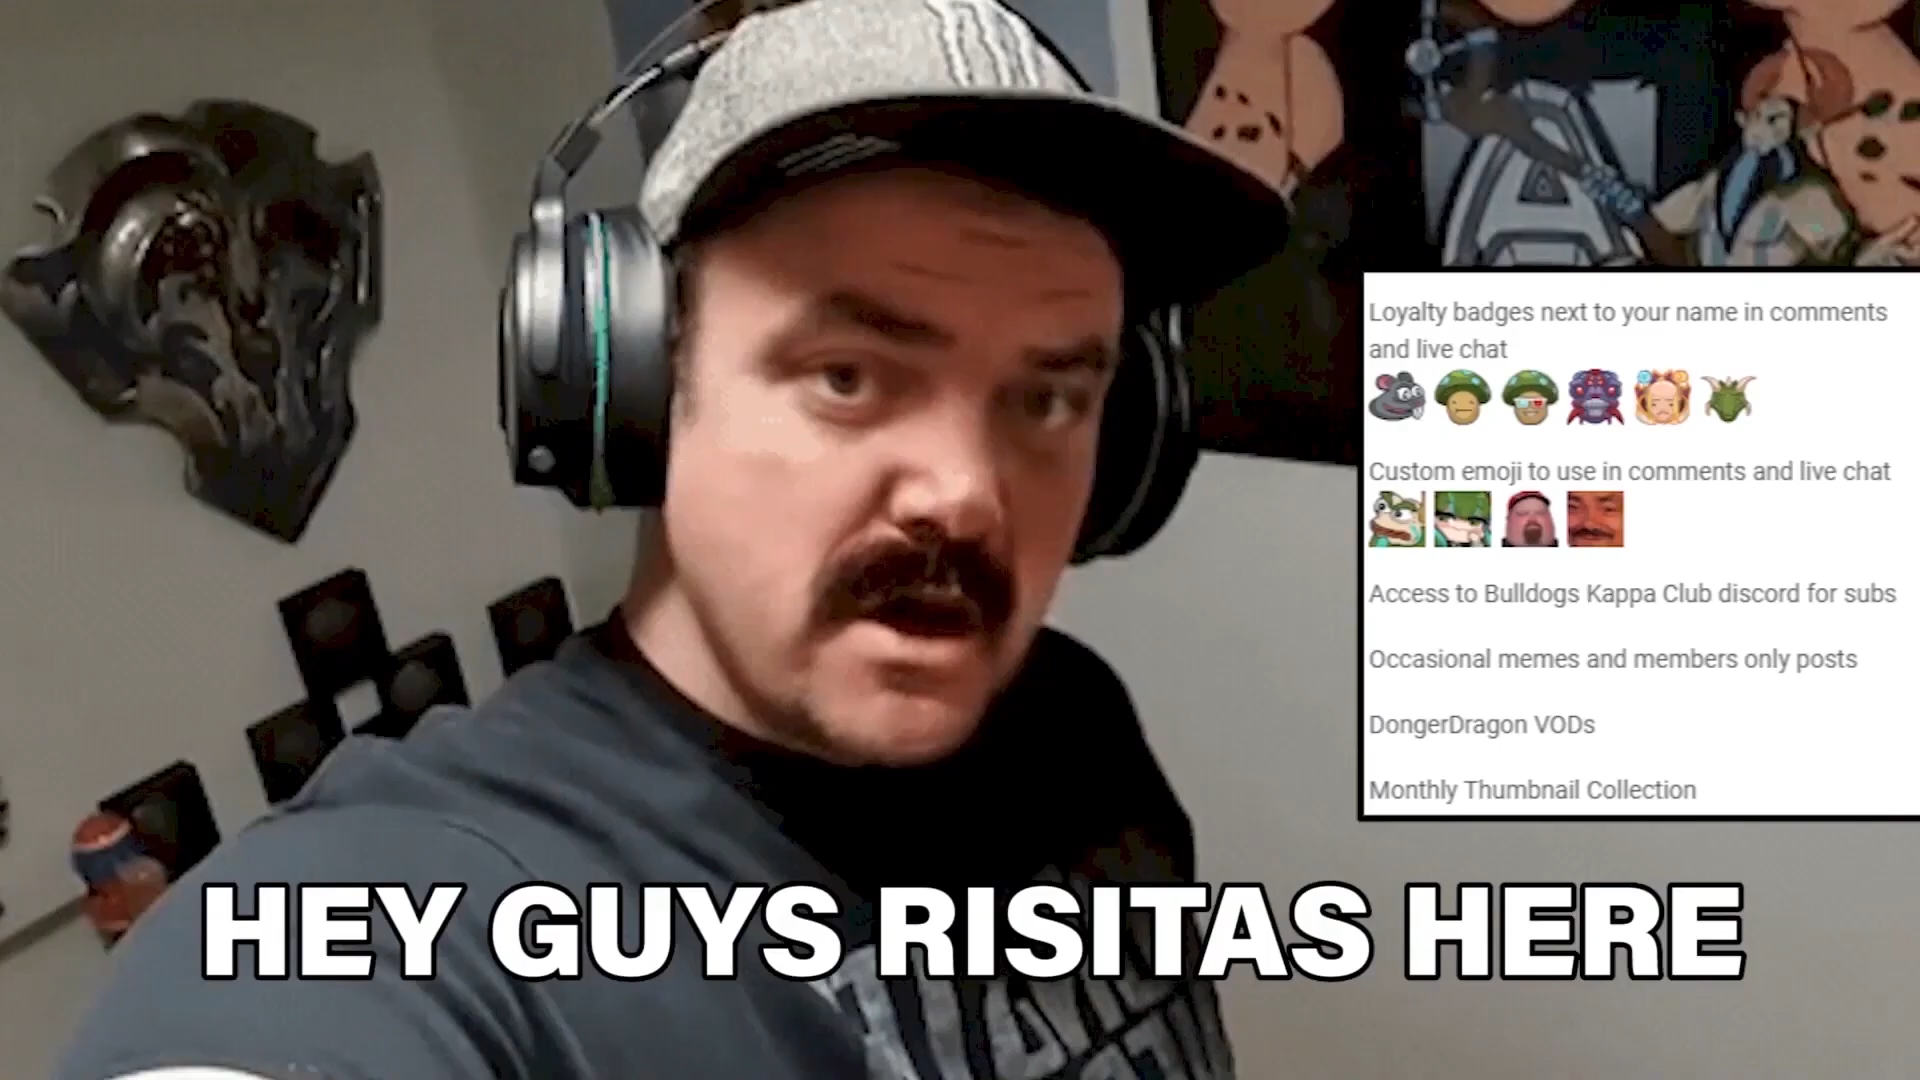 Loyalty badges next to your name in comments
and live chat
Custom emoji to use in comments and live chat
Access to Bulldogs Kappa Club discord for subs
Occasional memes and members only posts
DongerDragon VODs
Monthly Thumbnail Collection
HEY GUYS RISITAS HERE